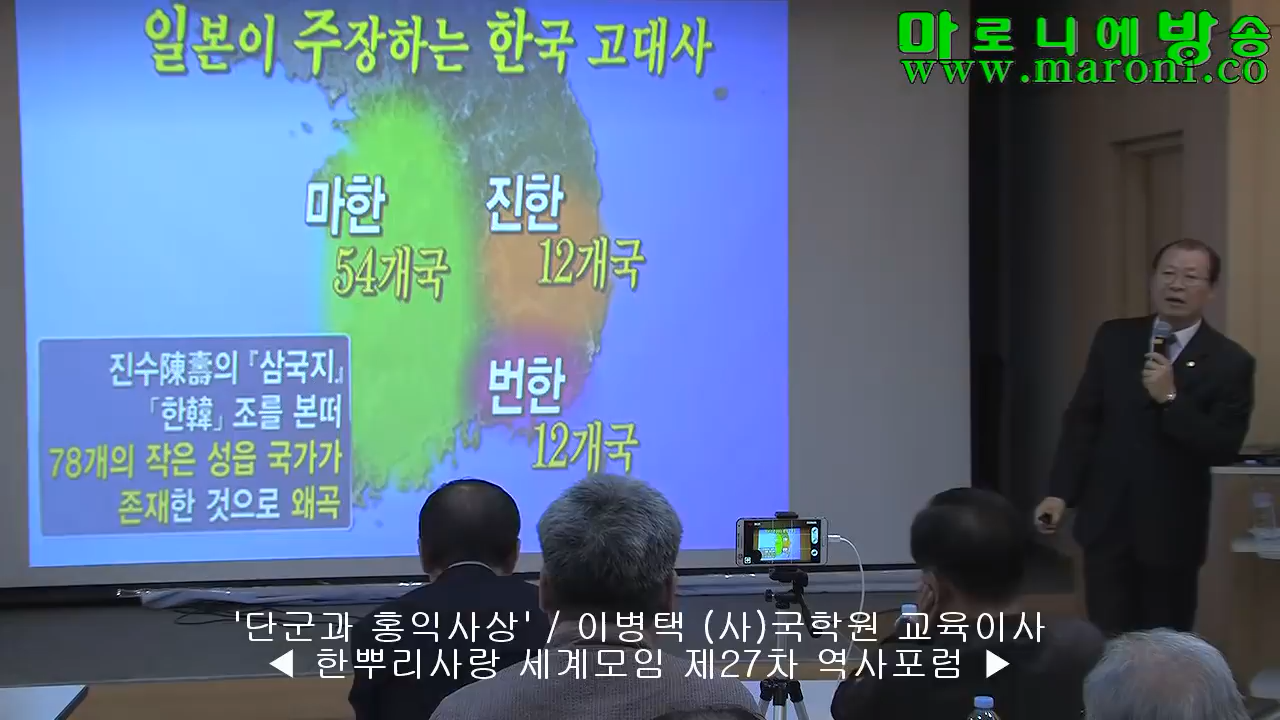 일본이 주장하는 한국 고대사
마로니에방송
www.maroni.co
마한
54개국
진한
12개국
번한
12개국
진수陳壽의『삼국지』
「한韓」조를 본떠
78개의 작은 성읍 국가가
존재한 것으로 왜곡
'단군과 홍익사상' / 이병택 (사)국학원 교육이사
◀ 한뿌리사랑 세계모임 제27차 역사포럼 ▶